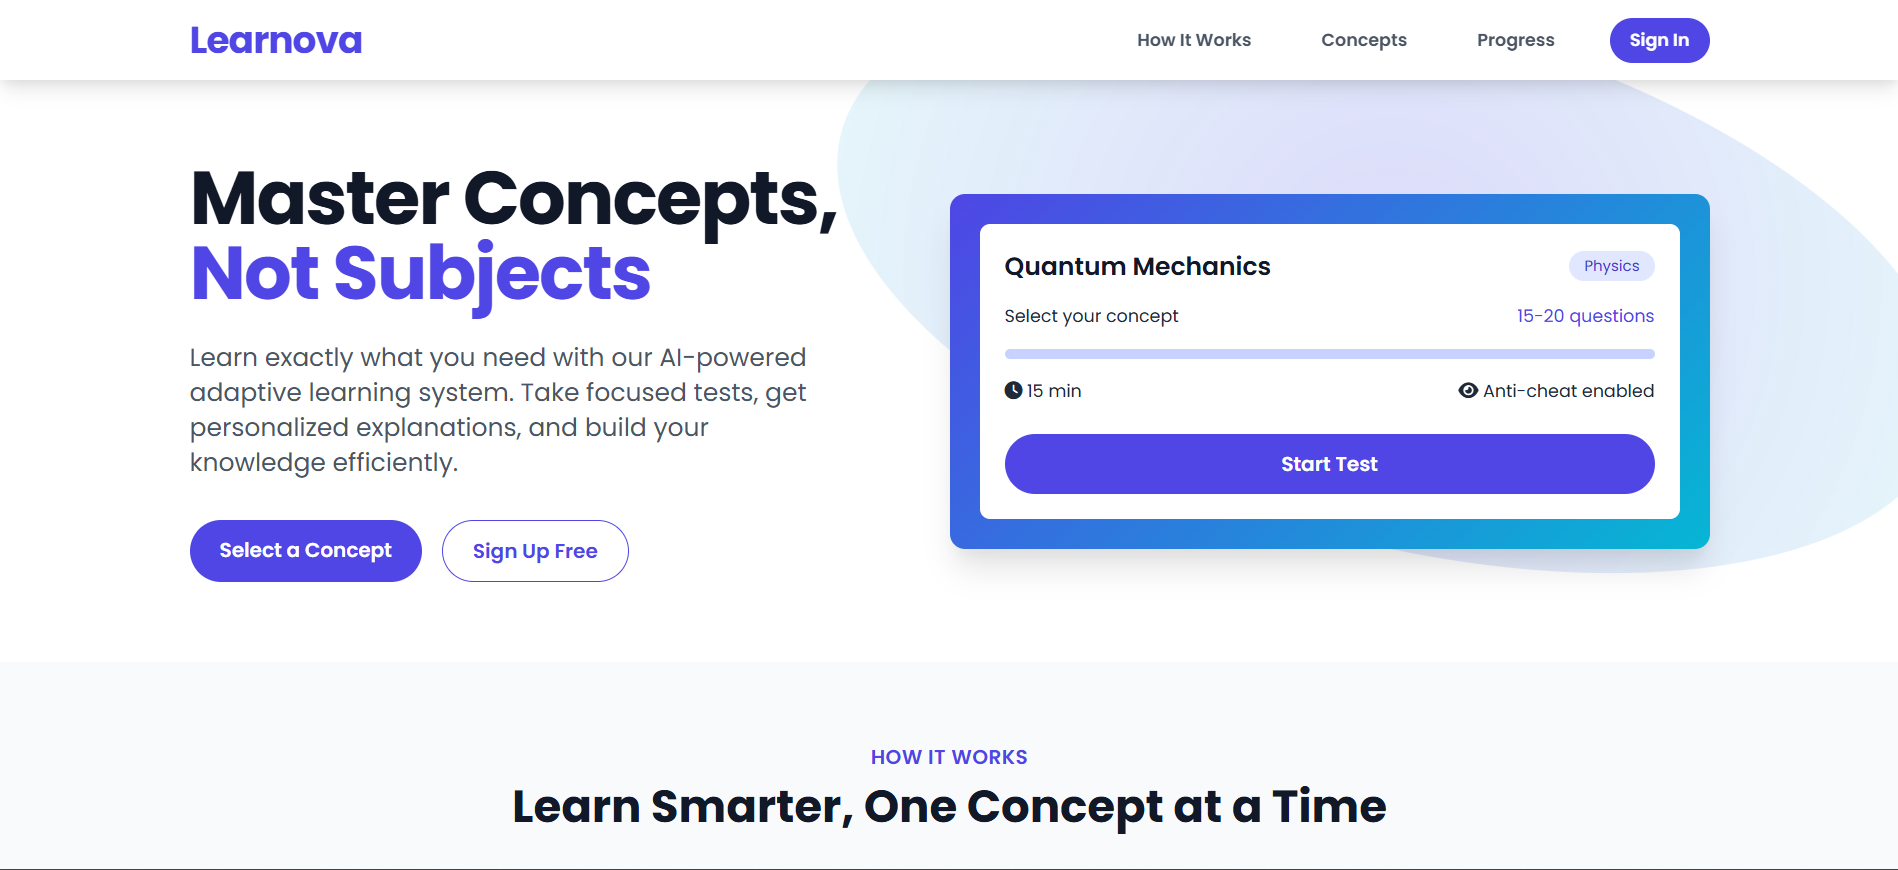 Learnova
How It Works
Concepts
Progress
Sign In
Master Concepts,
Not Subjects
Learn exactly what you need with our AI-powered
adaptive learning system. Take focused tests, get
personalized explanations, and build your
knowledge efficiently.
Select a Concept
Sign Up Free
Quantum Mechanics
Physics
Select your concept
15-20 questions
15 min
Anti-cheat enabled
Start Test
HOW IT WORKS
Learn Smarter, One Concept at a Time